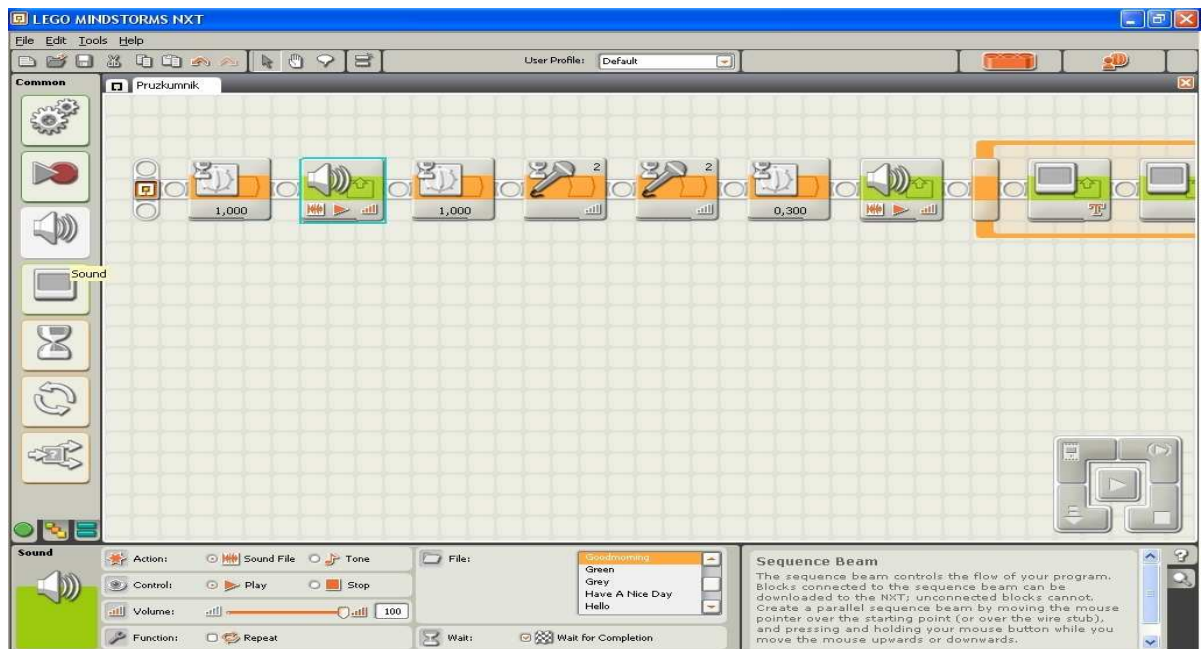 LEGO MINDSTORMS NXT
File Edit Tools Help
User Profile: Default
Common
Pruzkumnik
2 2
1,000 1,000 0,300
Sound
Sound
Action: Sound File Tone
File:
Goodmorning
Green
Grey
Have A Nice Day
Hello
Control: Play Stop
Volume: 100
Function: Repeat
Wait: Wait for Completion
Sequence Beam
The sequence beam controls the flow of your program.
Blocks connected to the sequence beam can be
downloaded to the NXT; unconnected blocks cannot.
Create a parallel sequence beam by moving the mouse
pointer over the starting point (or over the wire stub),
and pressing and holding your mouse button while you
move the mouse upwards or downwards.
?